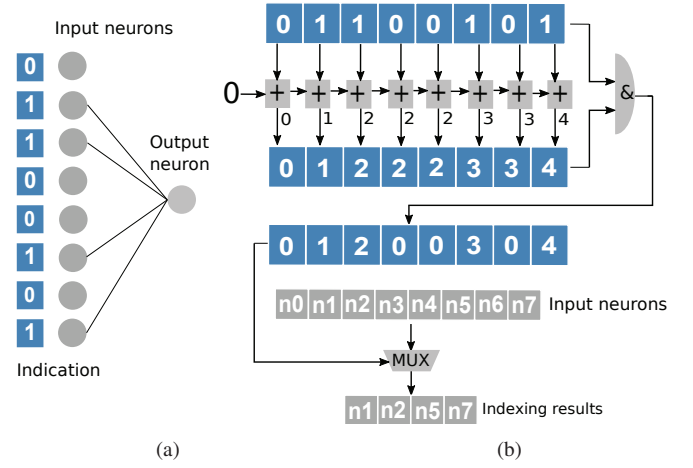 Input neurons
0
1
1
0
0
1
0
1
Output
neuron
Indication
(a)
0 1 1 0 0 1 0 1
&
0 + + + + + + + +
0 1 2 2 2 3 3 4
0 1 2 2 2 3 3 4
0 1 2 0 0 3 0 4
n0 n1 n2 n3 n4 n5 n6 n7 Input neurons
MUX
n1 n2 n5 n7 Indexing results
(b)